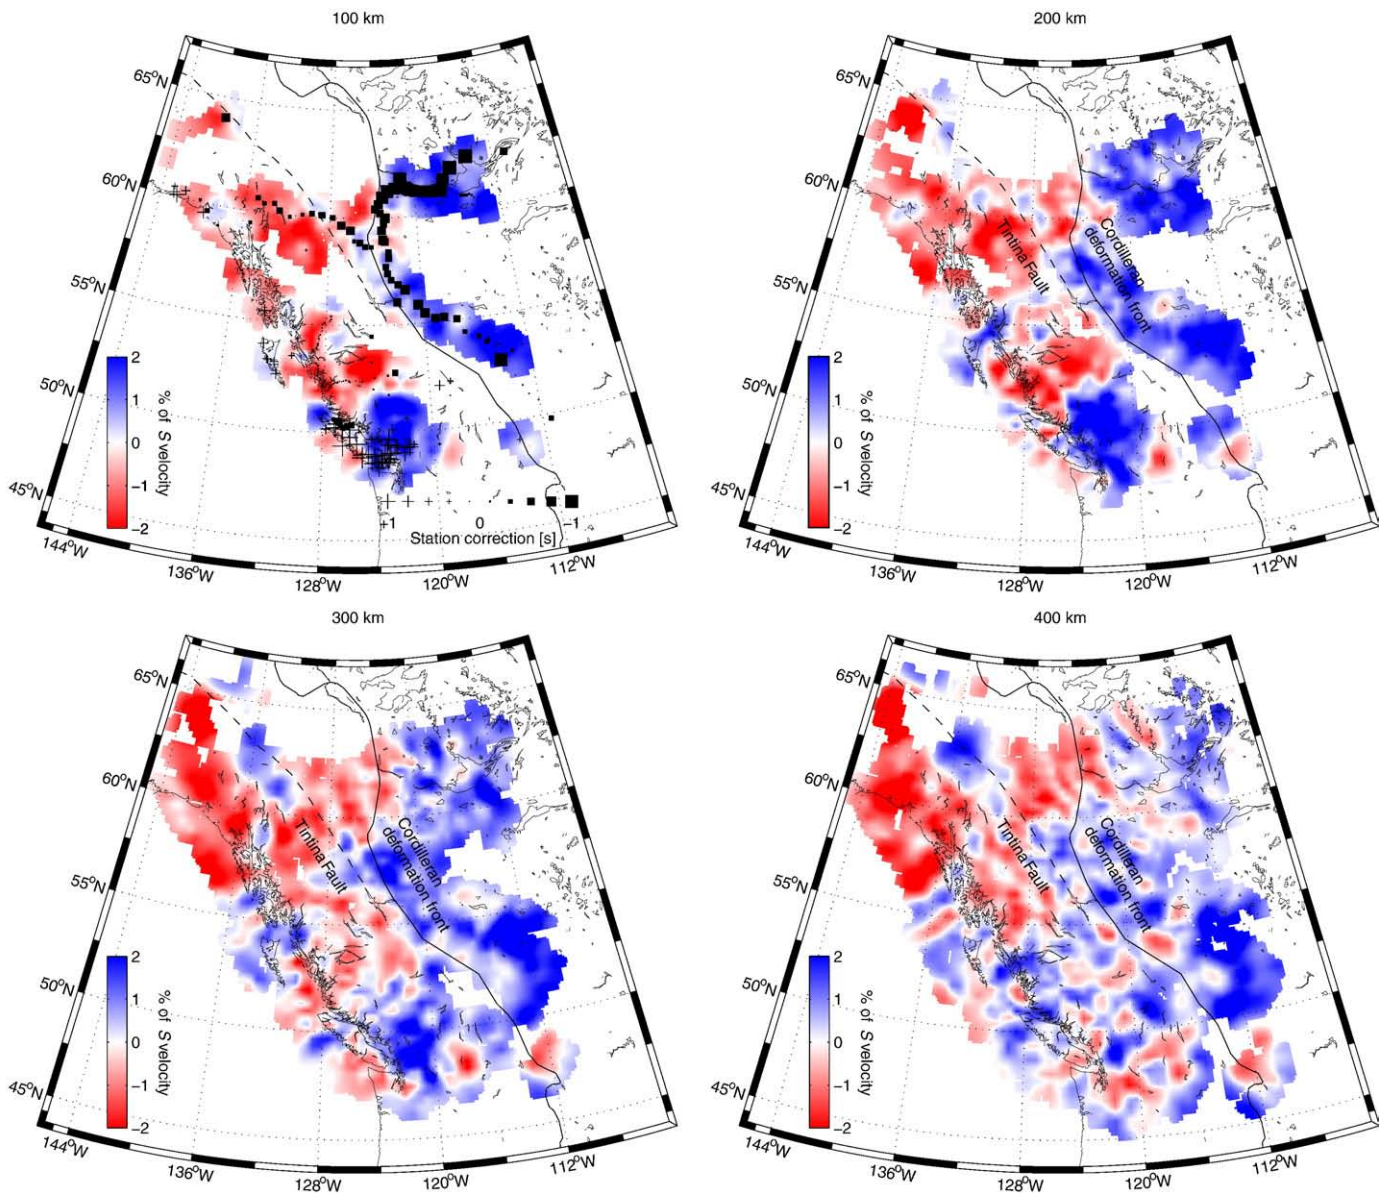 100 km
65°N
60°N
55°N
50°N
45°N
144°W
136°W
128°W
120°W
112°W
2
1
0
−1
−2
% of S velocity
+1
0
−1
Station correction [s]
200 km
65°N
60°N
55°N
50°N
45°N
144°W
136°W
128°W
120°W
112°W
2
1
0
−1
−2
% of S velocity
Tintina Fault
Cordilleran
deformation front
300 km
65°N
60°N
55°N
50°N
45°N
144°W
136°W
128°W
120°W
112°W
2
1
0
−1
−2
% of S velocity
Tintina Fault
Cordilleran
deformation front
400 km
65°N
60°N
55°N
50°N
45°N
144°W
136°W
128°W
120°W
112°W
2
1
0
−1
−2
% of S velocity
Tintina Fault
Cordilleran
deformation front